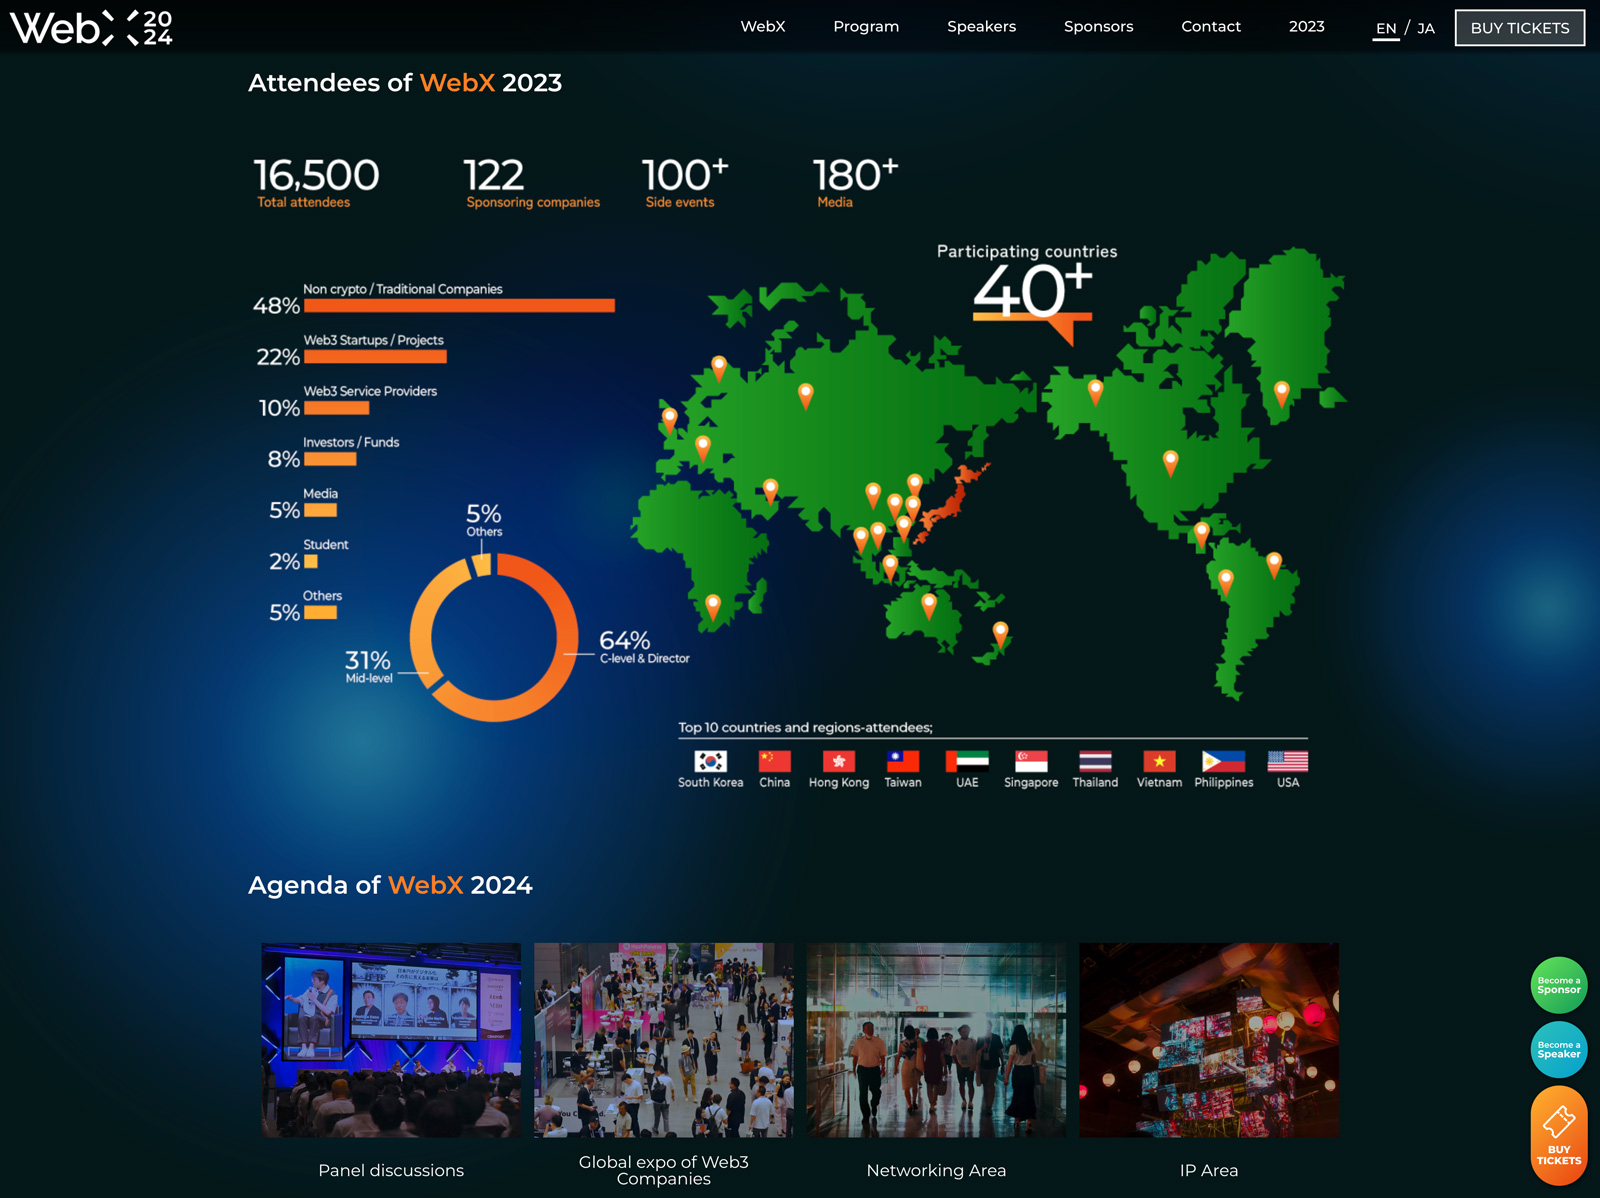 WebX 2024
WebX
Program
Speakers
Sponsors
Contact
2023
EN / JA
BUY TICKETS
Attendees of WebX 2023
16,500
Total attendees
122
Sponsoring companies
100+
Side events
180+
Media
Participating countries
40+
Non crypto / Traditional Companies
48%
Web3 Startups / Projects
22%
Web3 Service Providers
10%
Investors / Funds
8%
Media
5%
Student
2%
Others
5%
5%
Others
64%
C-level & Director
31%
Mid-level
Top 10 countries and regions-attendees;
South Korea
China
Hong Kong
Taiwan
UAE
Singapore
Thailand
Vietnam
Philippines
USA
Agenda of WebX 2024
Panel discussions
Global expo of Web3
Companies
Networking Area
IP Area
Become a
Sponsor
Become a
Speaker
BUY
TICKETS